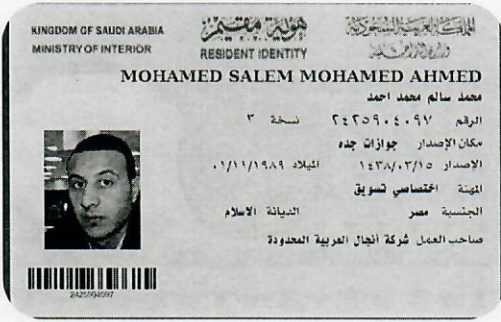 KINGDOM OF SAUDI ARABIA
MINISTRY OF INTERIOR
المملكة العربية السعودية
وزارة الداخلية
هوية مقيم
RESIDENT IDENTITY
MOHAMED SALEM MOHAMED AHMED
محمد سالم محمد احمد
الرقم ٢٤٢٥٩٠٤٠٩٧ نسخة ٣
مكان الإصدار جوازات جده
الإصدار ١٤٣٨/٠٣/١٥ الميلاد ٠١/١١/١٩٨٩
المهنة اختصاصي تسويق
الجنسية مصر الديانة الاسلام
صاحب العمل شركة أنجال العربية المحدودة